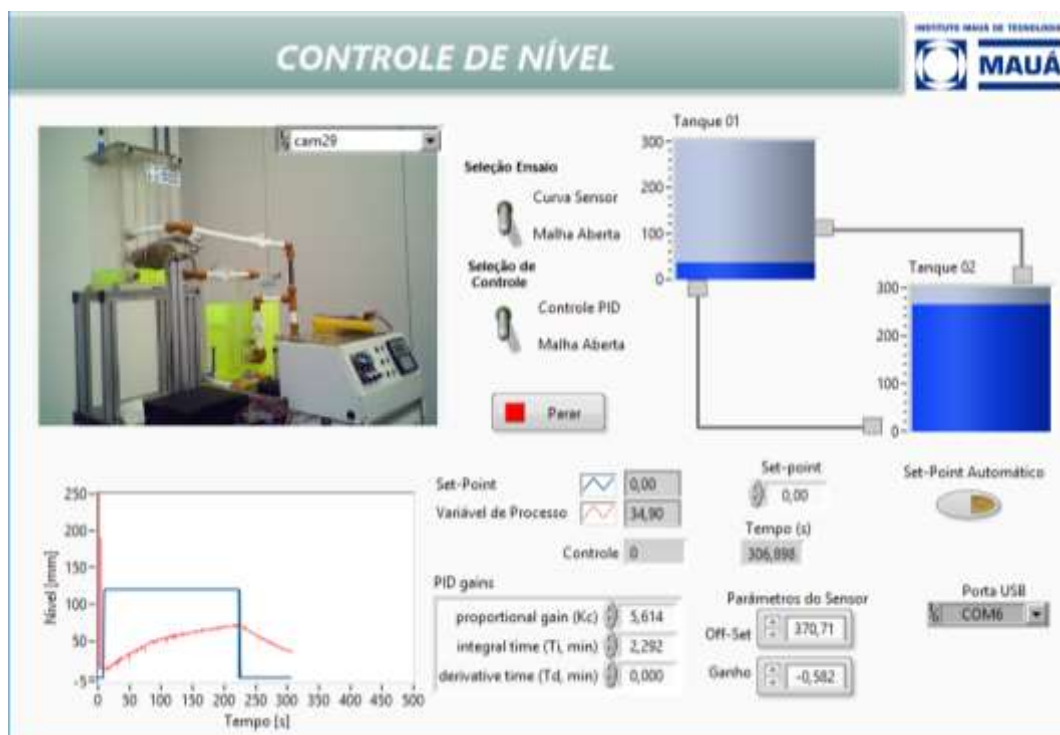 CONTROLE DE NÍVEL
INSTITUTO MAUÁ DE TECNOLOGIA
MAUÁ
cam29
Seleção Ensaio
Curva Sensor
Malha Aberta
Seleção de
Controle
Controle PID
Malha Aberta
Parar
Tanque 01
300
200
100
0
Tanque 02
300
200
100
0
Nível [mm]
250
200
150
100
50
-5
0 50 100 150 200 250 300 350 400 450 500
Tempo [s]
Set-Point 0,00
Variável de Processo 34,90
Controle 0
PID gains
proportional gain (Kc) 5,614
integral time (Ti, min) 2,292
derivative time (Td, min) 0,000
Set-point
0,00
Tempo (s)
306,898
Parâmetros do Sensor
Off-Set 370,71
Ganho -0,582
Set-Point Automático
Porta USB
COM6